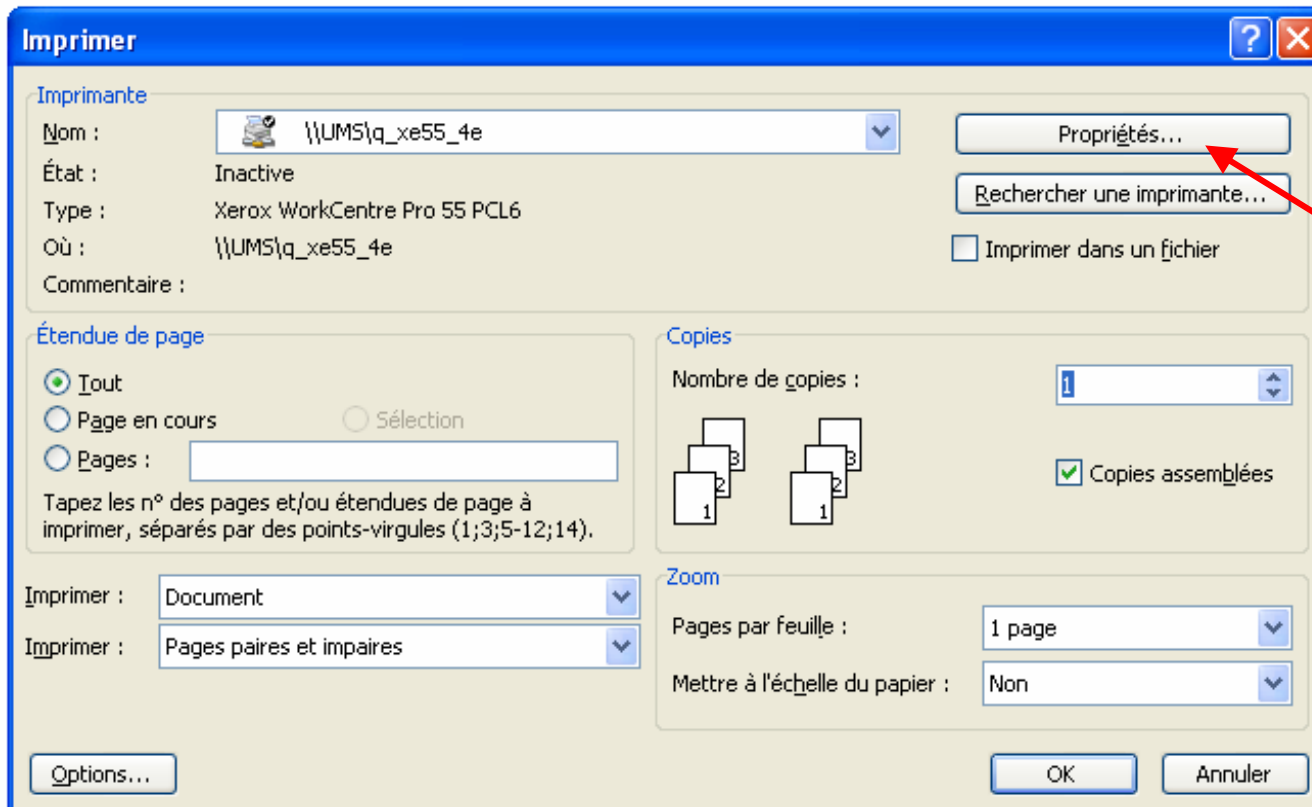 Imprimer
Imprimante
Nom :
\\UMS\q_xe55_4e
Propriétés...
État :
Inactive
Type :
Xerox WorkCentre Pro 55 PCL6
Rechercher une imprimante...
Où :
\\UMS\q_xe55_4e
Imprimer dans un fichier
Commentaire :
Étendue de page
Tout
Page en cours
Sélection
Pages :
Tapez les n° des pages et/ou étendues de page à
imprimer, séparés par des points-virgules (1;3;5-12;14).
Copies
Nombre de copies :
1
1 2 3
1 2 3
Copies assemblées
Imprimer :
Document
Imprimer :
Pages paires et impaires
Zoom
Pages par feuille :
1 page
Mettre à l'échelle du papier :
Non
Options...
OK
Annuler